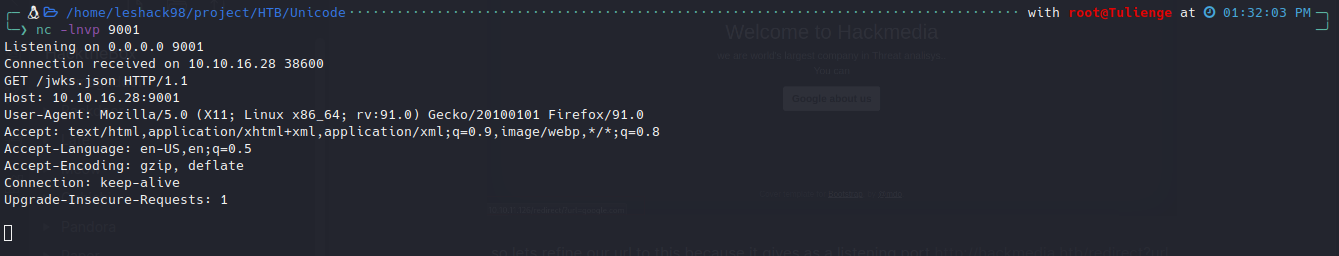 /home/leshack98/project/HTB/Unicode with root@Tulienge at 01:32:03 PM
❯ nc -lnvp 9001
Listening on 0.0.0.0 9001
Connection received on 10.10.16.28 38600
GET /jwks.json HTTP/1.1
Host: 10.10.16.28:9001
User-Agent: Mozilla/5.0 (X11; Linux x86_64; rv:91.0) Gecko/20100101 Firefox/91.0
Accept: text/html,application/xhtml+xml,application/xml;q=0.9,image/webp,*/*;q=0.8
Accept-Language: en-US,en;q=0.5
Accept-Encoding: gzip, deflate
Connection: keep-alive
Upgrade-Insecure-Requests: 1
Welcome to Hackmedia
Google about us
Pandora
so lets refine our url to this because it gives as a listening port